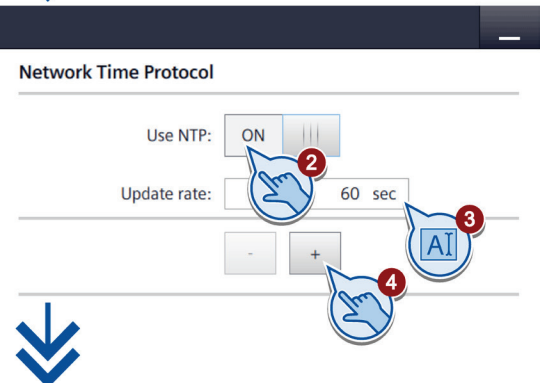 Network Time Protocol
Use NTP: ON
2
Update rate: 60 sec
3
AI
- +
4